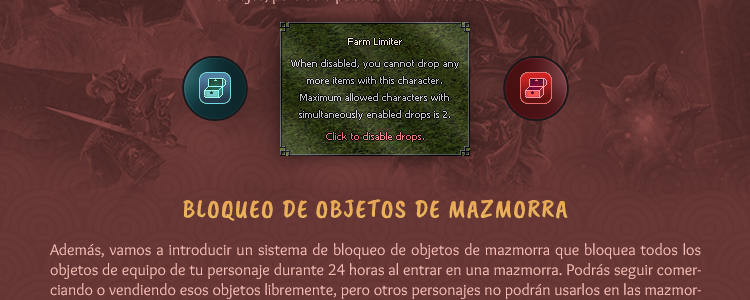 Farm Limiter
When disabled, you cannot drop any
more items with this character.
Maximum allowed characters with
simultaneously enabled drops is 2.
Click to disable drops.
BLOQUEO DE OBJETOS DE MAZMORRA
Además, vamos a introducir un sistema de bloqueo de objetos de mazmorra que bloquea todos los
objetos de equipo de tu personaje durante 24 horas al entrar en una mazmorra. Podrás seguir comer-
ciando o vendiendo esos objetos libremente, pero otros personajes no podrán usarlos en las mazmor-